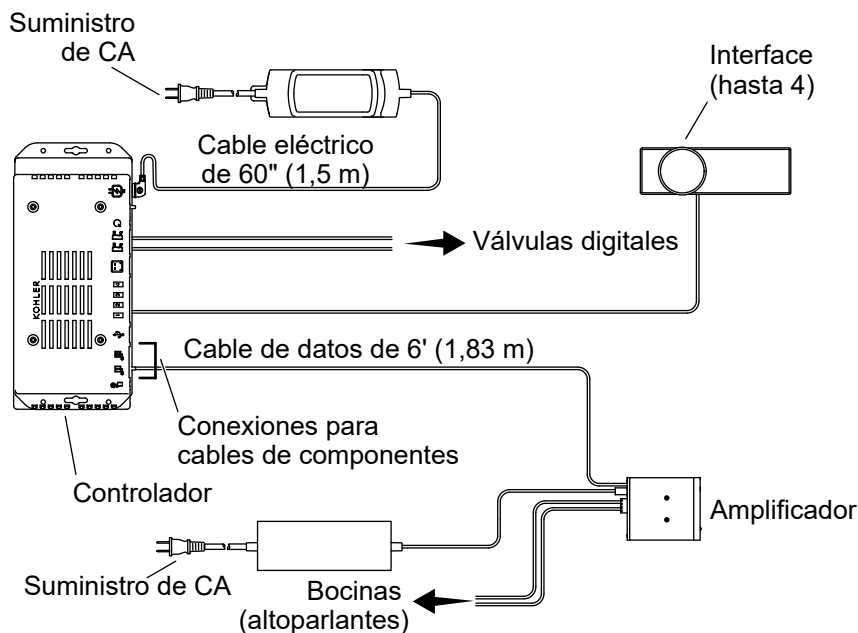 Suministro
de CA
Interface
(hasta 4)
Cable eléctrico
de 60" (1,5 m)
Válvulas digitales
KOHLER
Cable de datos de 6' (1,83 m)
Conexiones para
cables de componentes
Controlador
Amplificador
Suministro de CA
Bocinas
(altoparlantes)